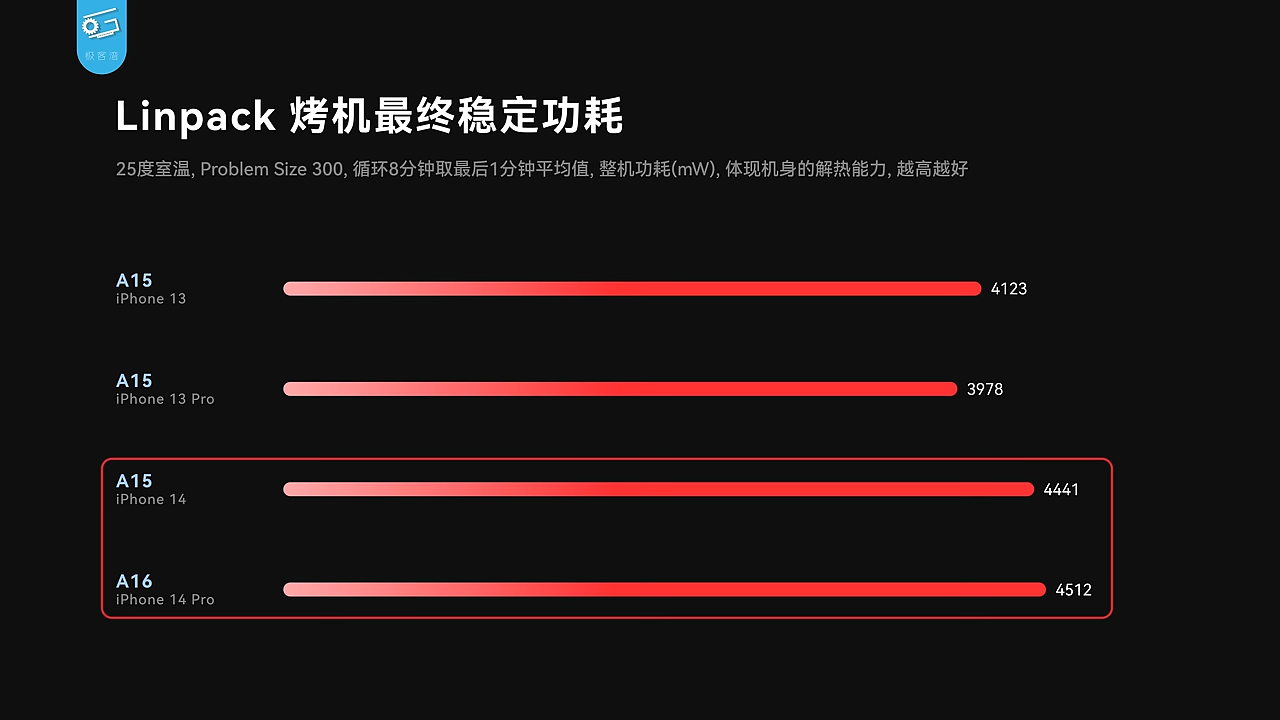 极客湾
Linpack 烤机最终稳定功耗
25度室温, Problem Size 300, 循环8分钟取最后1分钟平均值, 整机功耗(mW), 体现机身的解热能力, 越高越好
A15
iPhone 13
4123
A15
iPhone 13 Pro
3978
A15
iPhone 14
4441
A16
iPhone 14 Pro
4512